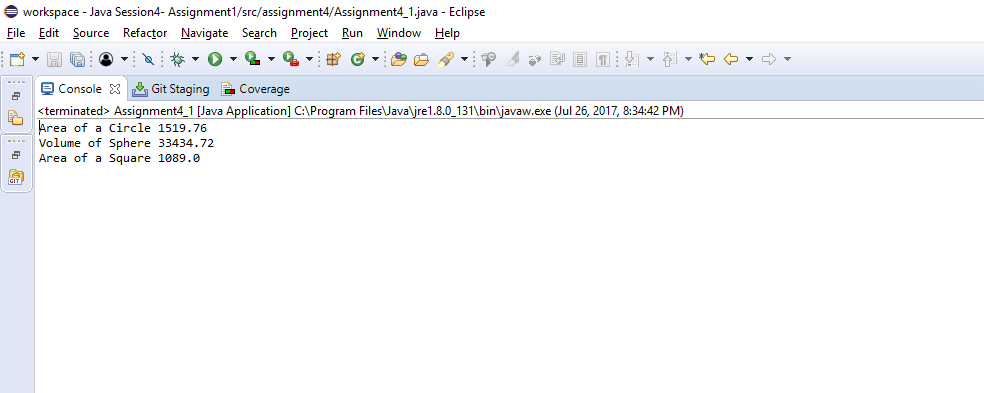 workspace - Java Session4- Assignment1/src/assignment4/Assignment4_1.java - Eclipse
File Edit Source Refactor Navigate Search Project Run Window Help
Console Git Staging Coverage
<terminated> Assignment4_1 [Java Application] C:\Program Files\Java\jre1.8.0_131\bin\javaw.exe (Jul 26, 2017, 8:34:42 PM)
Area of a Circle 1519.76
Volume of Sphere 33434.72
Area of a Square 1089.0
GIT